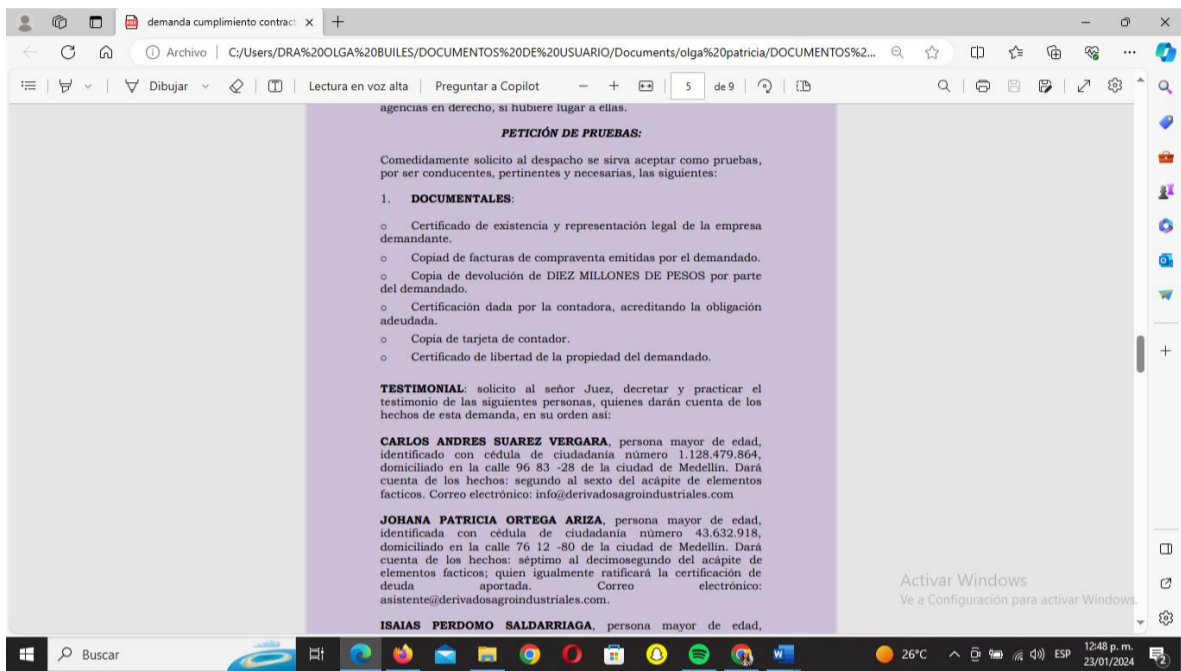 demanda cumplimiento contract
Archivo
C:/Users/DRA%20OLGA%20BUILES/DOCUMENTOS%20DE%20USUARIO/Documents/olga%20patricia/DOCUMENTOS%2...
Dibujar
Lectura en voz alta
Preguntar a Copilot
5
de 9
agencias en derecho, si hubiere lugar a ellas.
PETICIÓN DE PRUEBAS:
Comedidamente solicito al despacho se sirva aceptar como pruebas,
por ser conducentes, pertinentes y necesarias, las siguientes:
1. DOCUMENTALES:
o Certificado de existencia y representación legal de la empresa
demandante.
o Copiad de facturas de compraventa emitidas por el demandado.
o Copia de devolución de DIEZ MILLONES DE PESOS por parte
del demandado.
o Certificación dada por la contadora, acreditando la obligación
adeudada.
o Copia de tarjeta de contador.
o Certificado de libertad de la propiedad del demandado.
TESTIMONIAL: solicito al señor Juez, decretar y practicar el
testimonio de las siguientes personas, quienes darán cuenta de los
hechos de esta demanda, en su orden así:
CARLOS ANDRES SUAREZ VERGARA, persona mayor de edad,
identificado con cédula de ciudadanía número 1.128.479.864,
domiciliado en la calle 96 83 -28 de la ciudad de Medellín. Dará
cuenta de los hechos: segundo al sexto del acápite de elementos
facticos. Correo electrónico: info@derivadosagroindustriales.com
JOHANA PATRICIA ORTEGA ARIZA, persona mayor de edad,
identificada con cédula de ciudadanía número 43.632.918,
domiciliado en la calle 76 12 -80 de la ciudad de Medellín. Dará
cuenta de los hechos: séptimo al decimosegundo del acápite de
elementos facticos; quien igualmente ratificará la certificación de
deuda aportada. Correo electrónico:
asistente@derivadosagroindustriales.com.
ISAIAS PERDOMO SALDARRIAGA, persona mayor de edad,
Activar Windows
Ve a Configuración para activar Windows.
Buscar
26°C
ESP
12:48 p. m.
23/01/2024